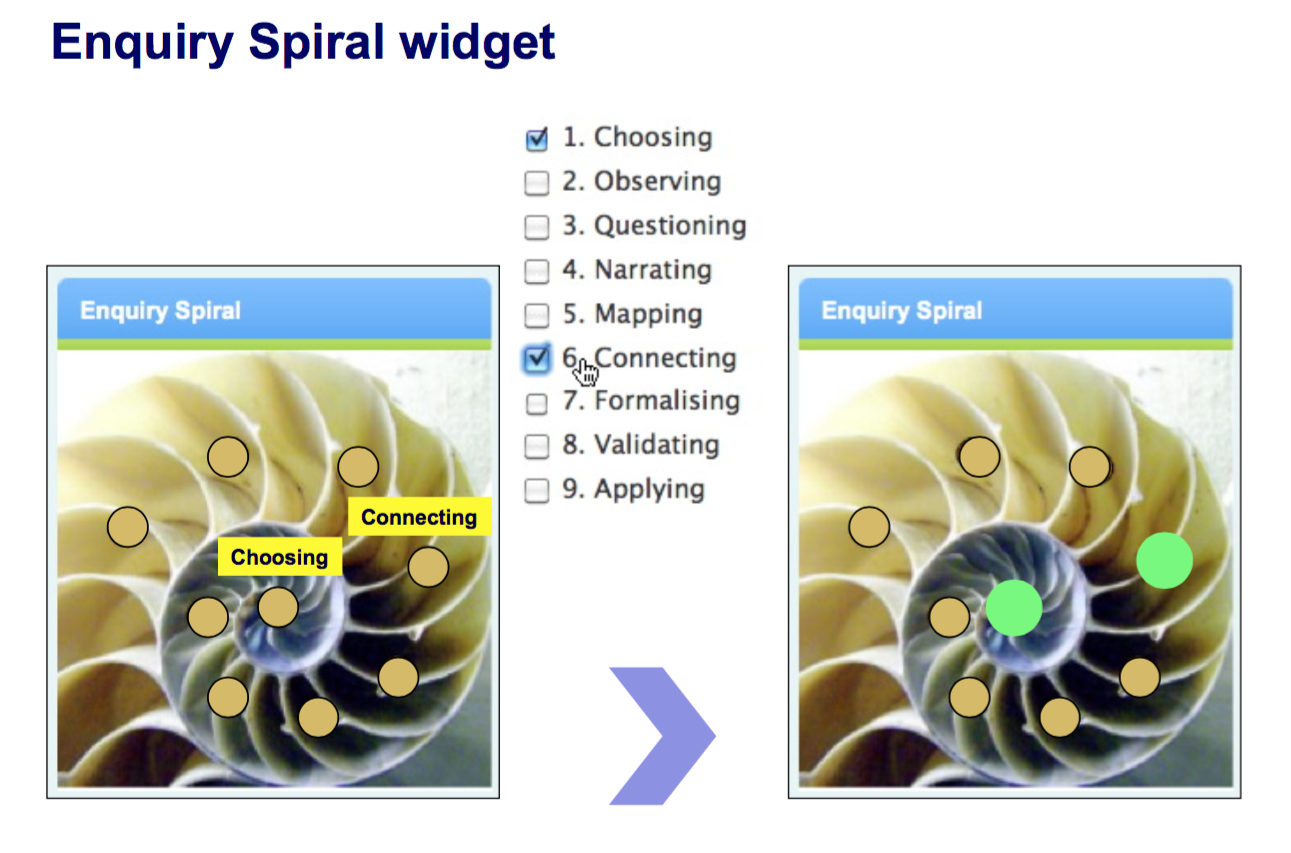 Enquiry Spiral widget
1. Choosing
2. Observing
3. Questioning
4. Narrating
5. Mapping
6. Connecting
7. Formalising
8. Validating
9. Applying
Enquiry Spiral
Connecting
Choosing
Enquiry Spiral